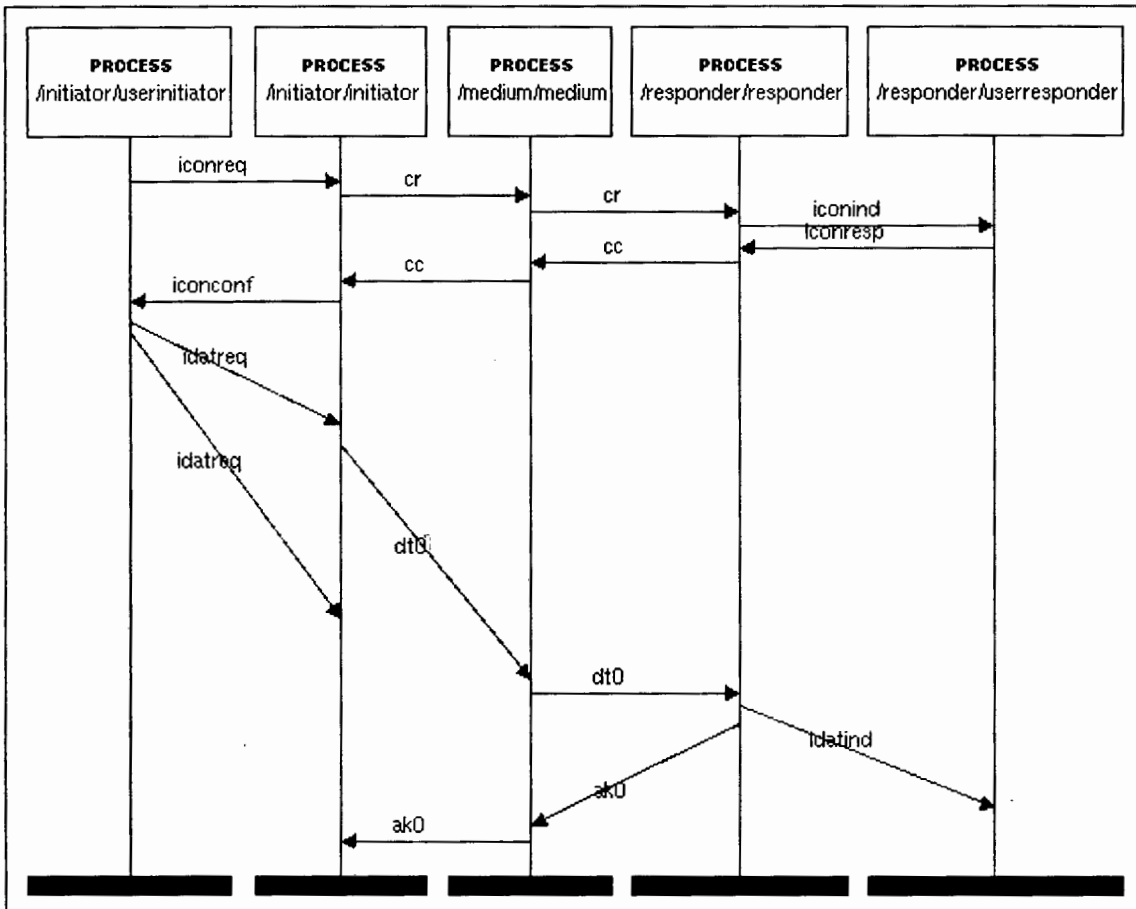 PROCESS
/initiator/userinitiator
PROCESS
/initiator/initiator
PROCESS
/medium/medium
PROCESS
/responder/responder
PROCESS
/responder/userresponder
iconreq
cr
cr
iconind
iconresp
cc
cc
iconconf
idatreq
idatreq
dt0
dt0
idatind
ak0
ak0